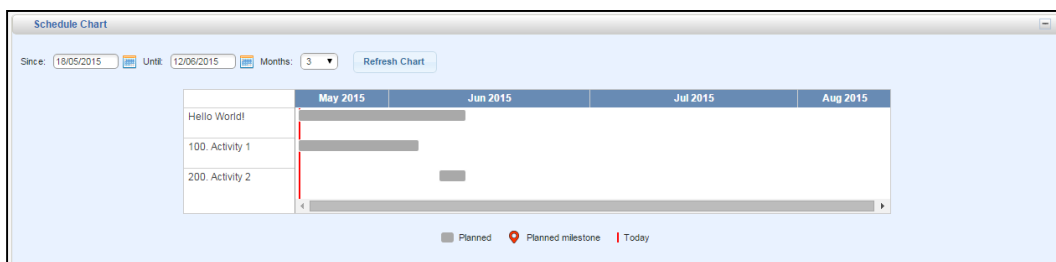 Schedule Chart
Since: 18/05/2015 Until: 12/06/2015 Months: 3 Refresh Chart
May 2015 Jun 2015 Jul 2015 Aug 2015
Hello World!
100. Activity 1
200. Activity 2
Planned Planned milestone Today